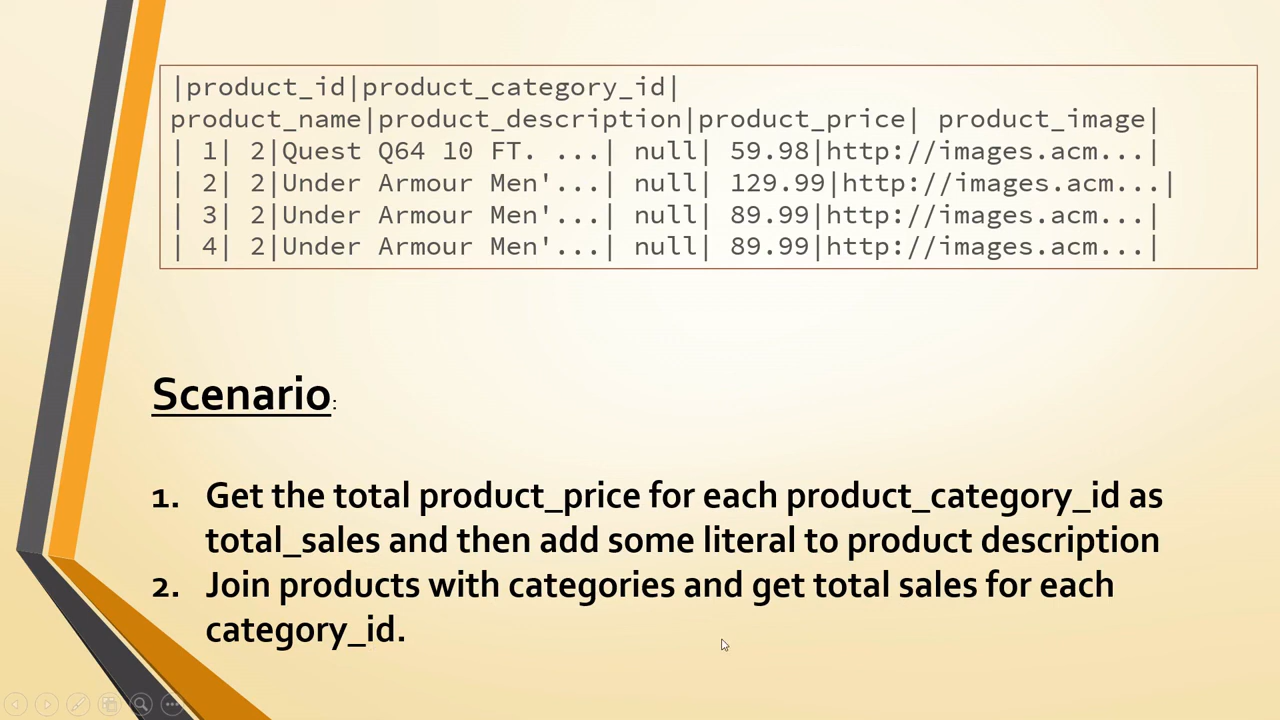 |product_id|product_category_id|
product_name|product_description|product_price| product_image|
| 1| 2|Quest Q64 10 FT. ...| null| 59.98|http://images.acm...|
| 2| 2|Under Armour Men'...| null| 129.99|http://images.acm...|
| 3| 2|Under Armour Men'...| null| 89.99|http://images.acm...|
| 4| 2|Under Armour Men'...| null| 89.99|http://images.acm...|
Scenario:
1. Get the total product_price for each product_category_id as
total_sales and then add some literal to product description
2. Join products with categories and get total sales for each
category_id.